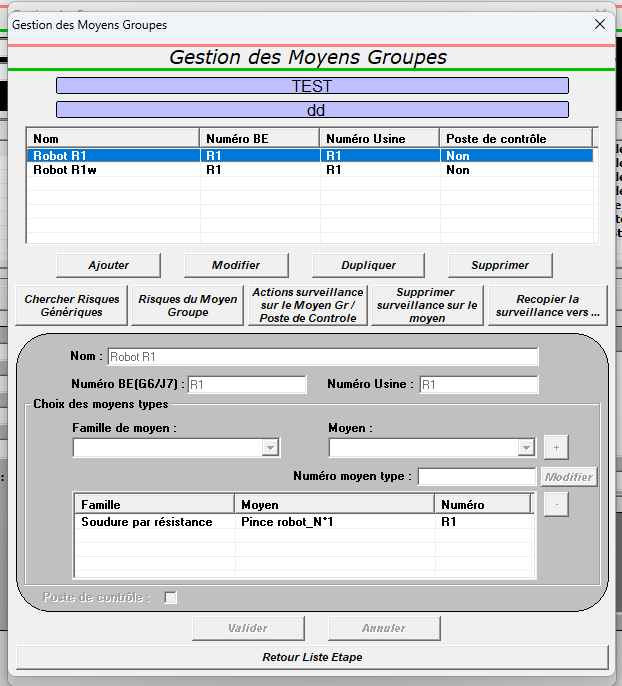 Gestion des Moyens Groupes
Gestion des Moyens Groupes
TEST
dd
Nom Numéro BE Numéro Usine Poste de contrôle
Robot R1 R1 R1 Non
Robot R1w R1 R1 Non
Ajouter Modifier Dupliquer Supprimer
Chercher Risques Génériques
Risques du Moyen Groupe
Actions surveillance sur le Moyen Gr / Poste de Controle
Supprimer surveillance sur le moyen
Recopier la surveillance vers ...
Nom : Robot R1
Numéro BE(G6/J7) : R1 Numéro Usine : R1
Choix des moyens types
Famille de moyen : Moyen :
+
Numéro moyen type : Modifier
Famille Moyen Numéro -
Soudure par résistance Pince robot_N°1 R1
Poste de contrôle :
Valider Annuler
Retour Liste Etape